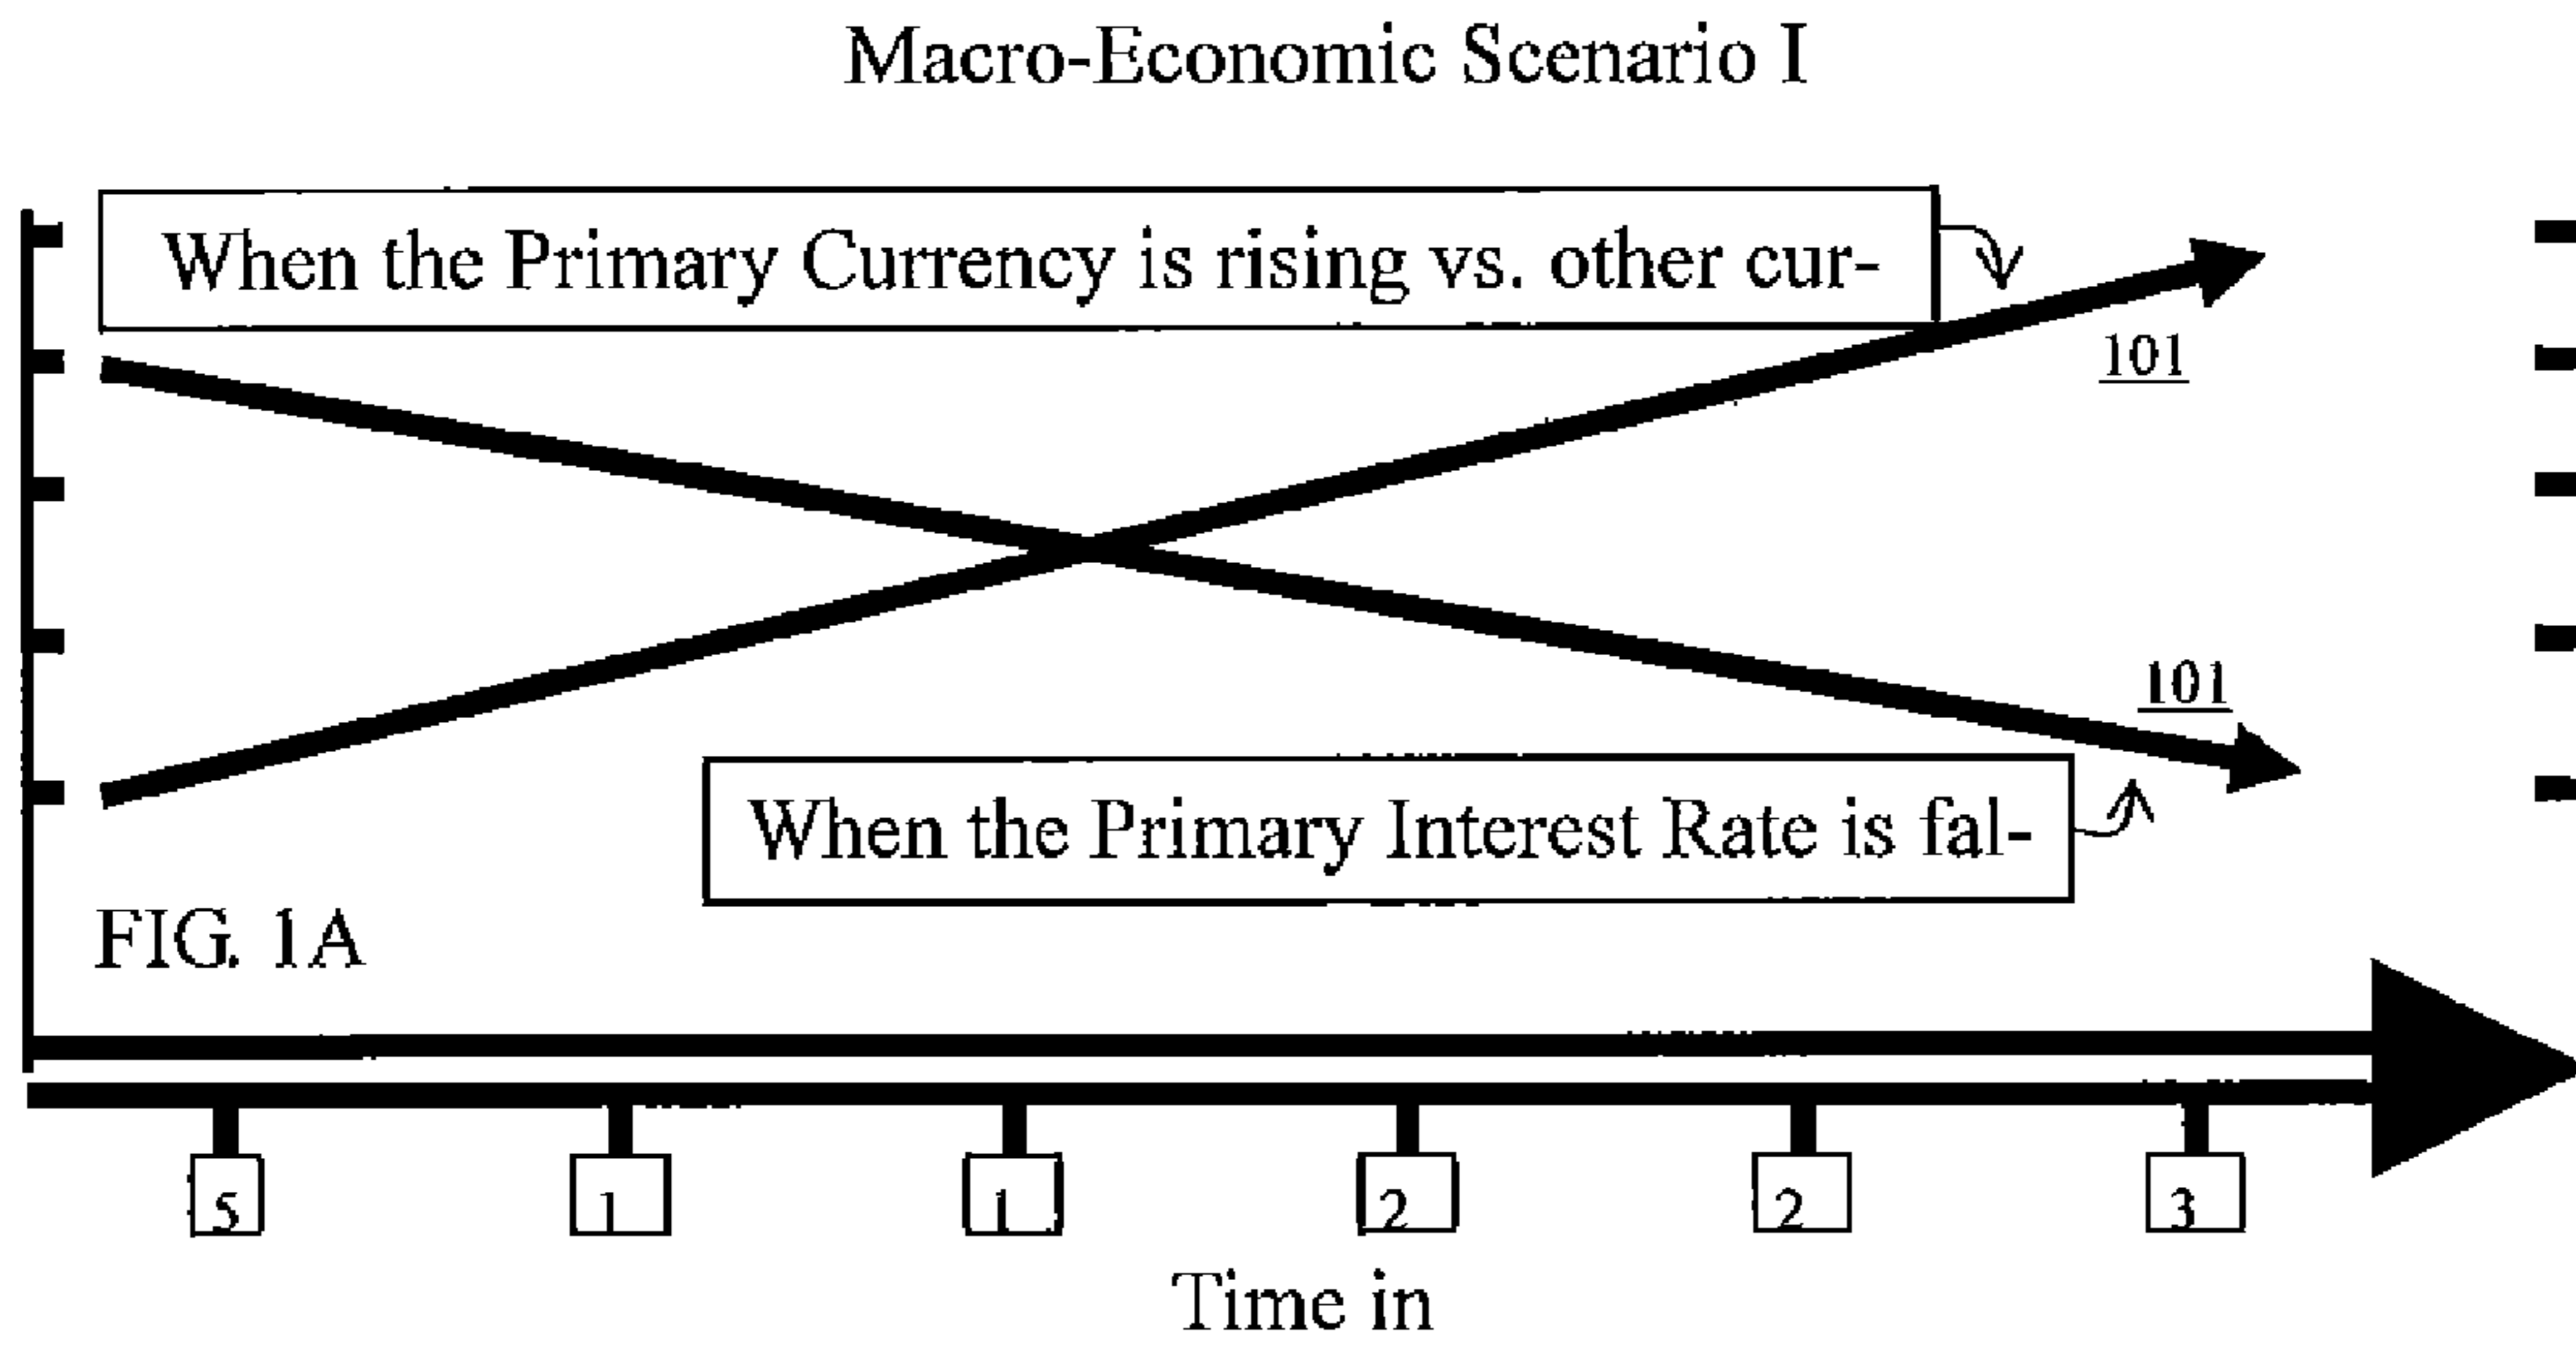 Macro-Economic Scenario I
When the Primary Currency is rising vs. other cur-
101
101
When the Primary Interest Rate is fal-
FIG. 1A
5 1 1 2 2 3
Time in